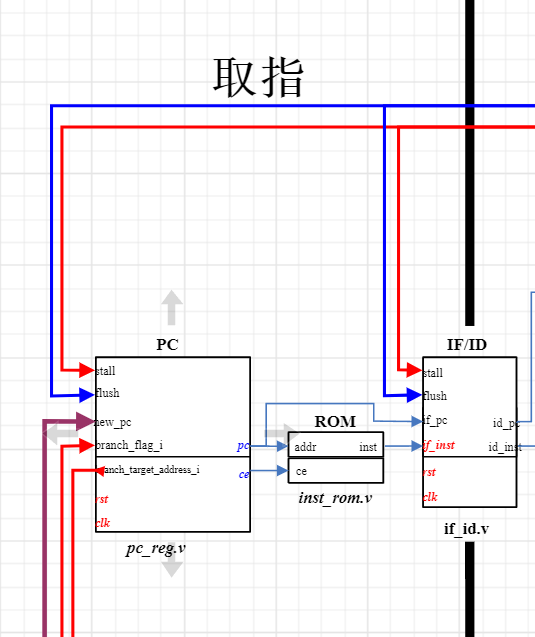 取指
PC
stall
flush
new_pc
branch_flag_i
anch_target_address_i
rst
clk
pc
ce
pc_reg.v
ROM
addr inst
ce
inst_rom.v
IF/ID
stall
flush
if_pc
id_pc
if_inst
id_inst
rst
clk
if_id.v